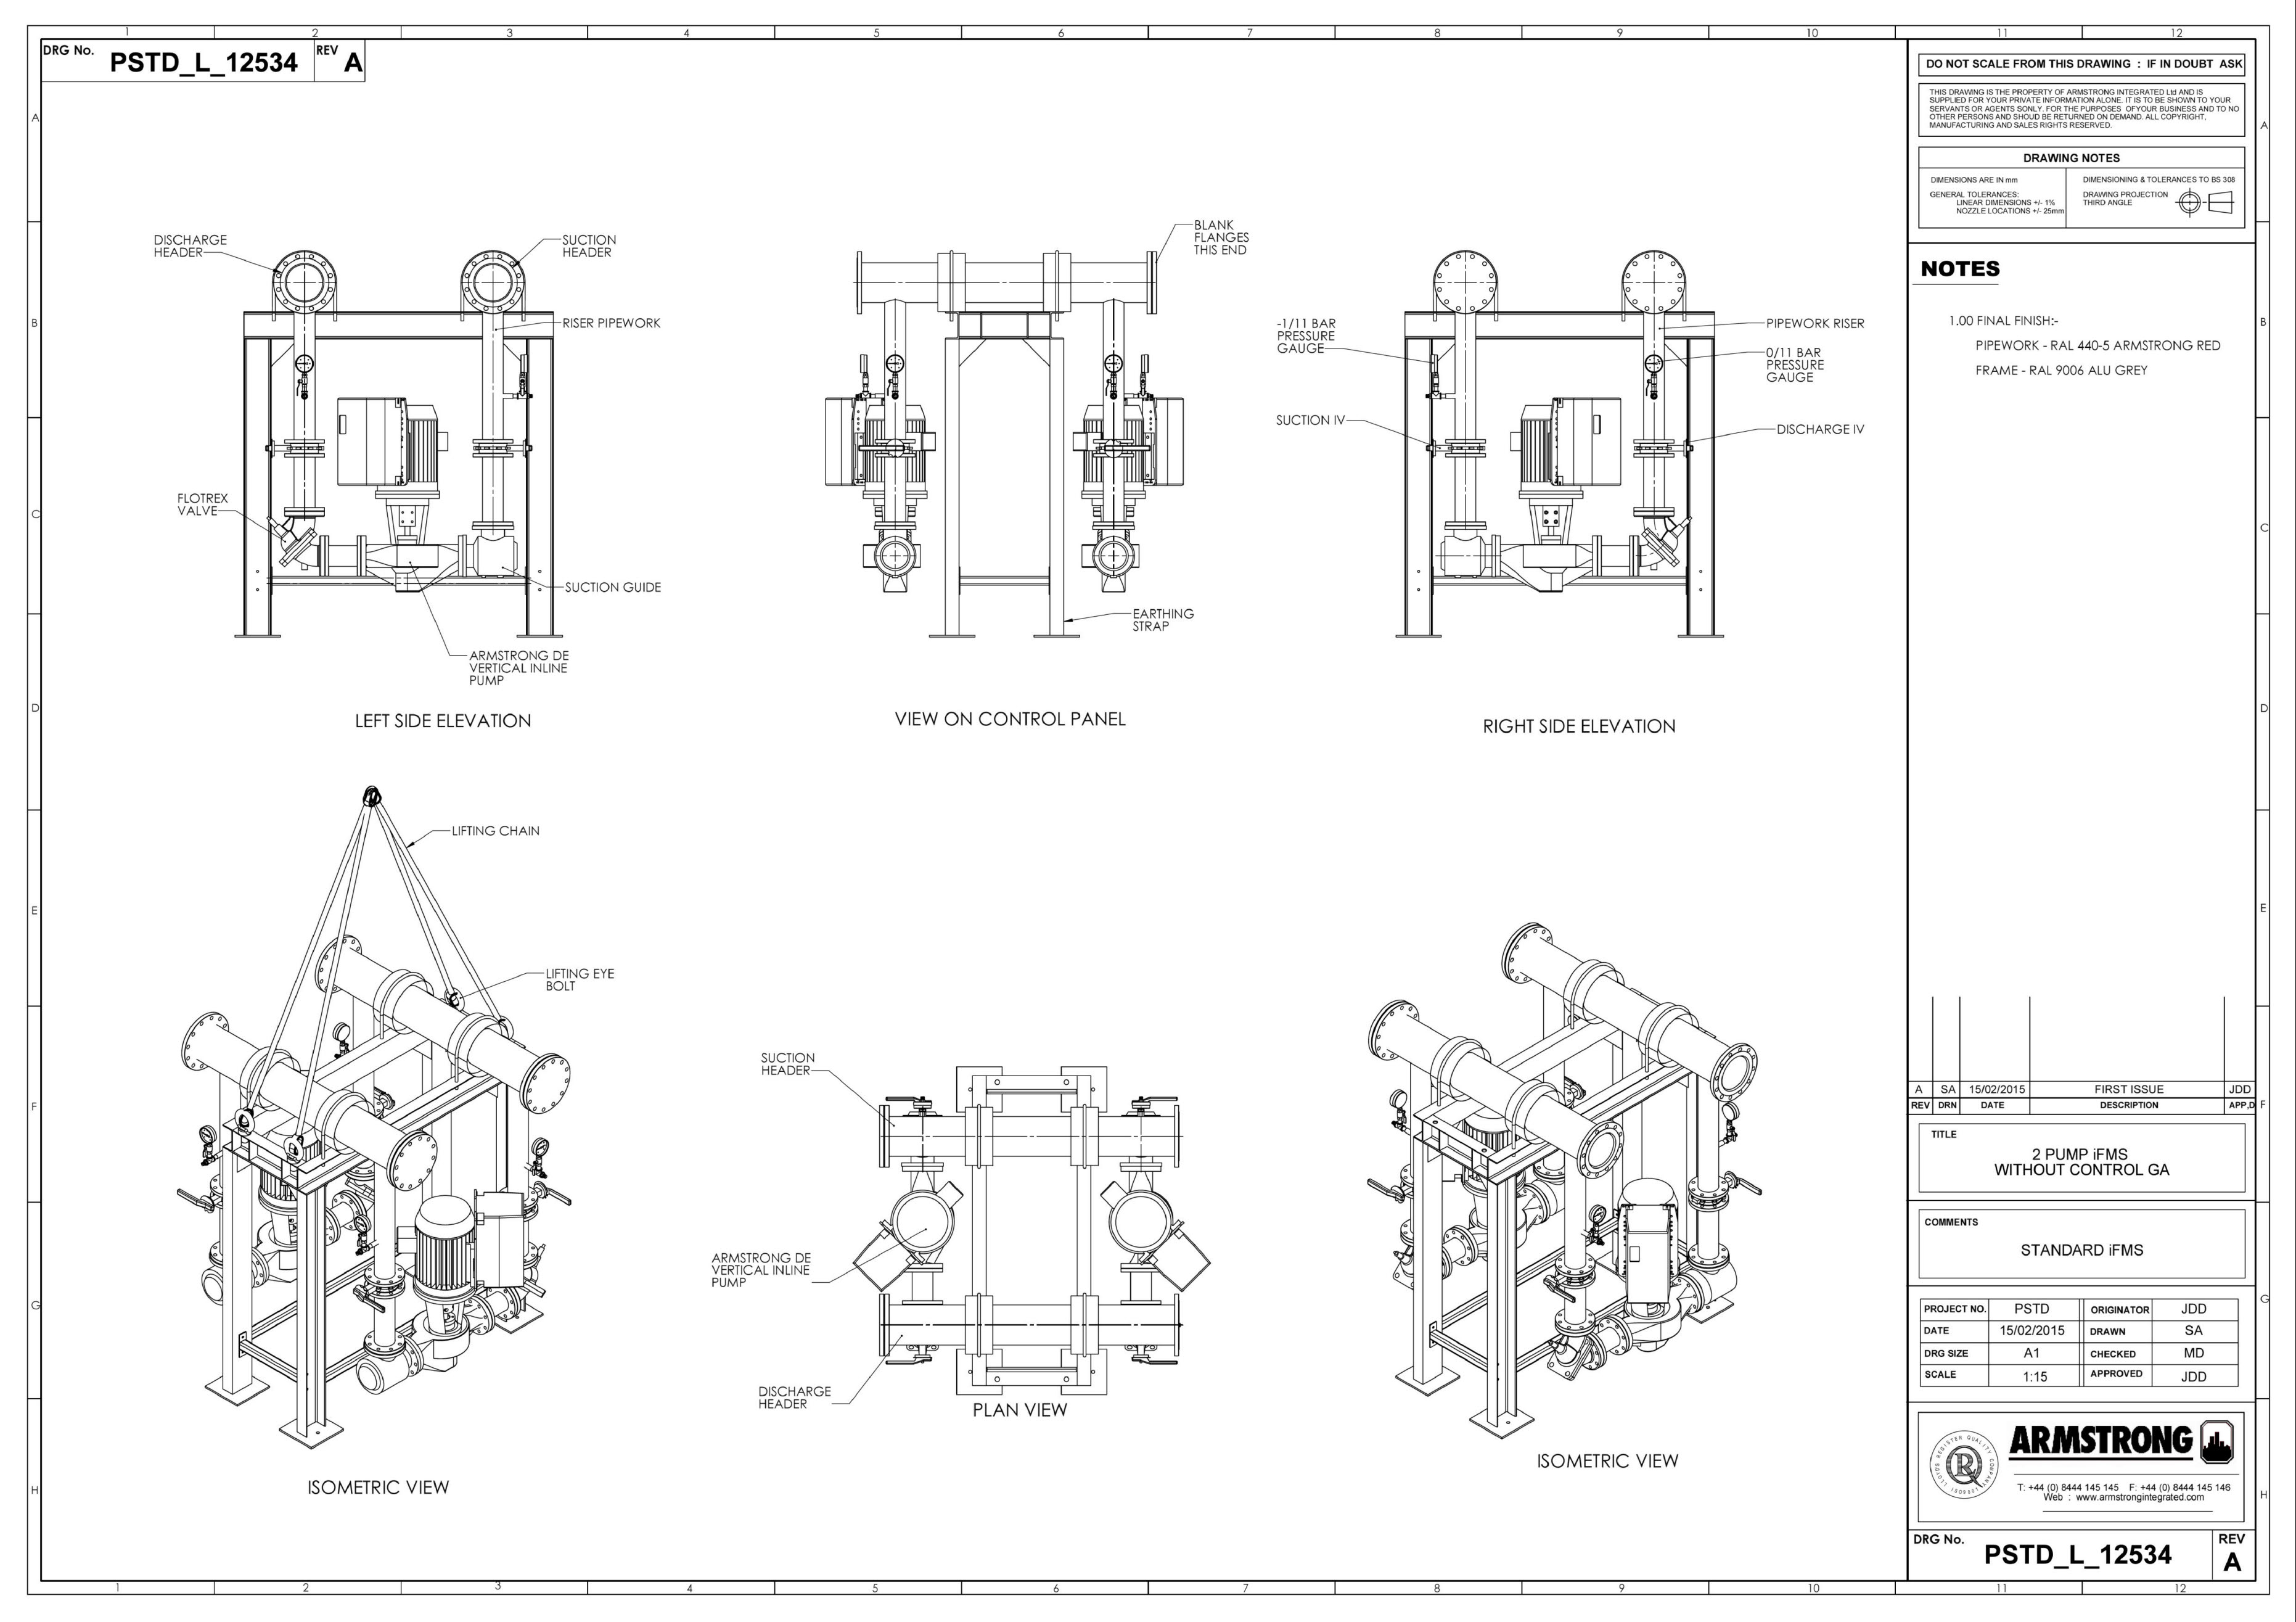 1 2 3 4 5 6 7 8 9 10 11 12
DRG No. PSTD_L_12534 REV A
A
B
C
D
E
F
G
H
DISCHARGE
HEADER
SUCTION
HEADER
RISER PIPEWORK
FLOTREX
VALVE
SUCTION GUIDE
ARMSTRONG DE
VERTICAL INLINE
PUMP
LEFT SIDE ELEVATION
BLANK
FLANGES
THIS END
EARTHING
STRAP
VIEW ON CONTROL PANEL
-1/11 BAR
PRESSURE
GAUGE
SUCTION IV
PIPEWORK RISER
0/11 BAR
PRESSURE
GAUGE
DISCHARGE IV
RIGHT SIDE ELEVATION
LIFTING CHAIN
LIFTING EYE
BOLT
ISOMETRIC VIEW
SUCTION
HEADER
ARMSTRONG DE
VERTICAL INLINE
PUMP
DISCHARGE
HEADER
PLAN VIEW
ISOMETRIC VIEW
DO NOT SCALE FROM THIS DRAWING : IF IN DOUBT ASK
THIS DRAWING IS THE PROPERTY OF ARMSTRONG INTEGRATED Ltd AND IS
SUPPLIED FOR YOUR PRIVATE INFORMATION ALONE. IT IS TO BE SHOWN TO YOUR
SERVANTS OR AGENTS SONLY. FOR THE PURPOSES OFYOUR BUSINESS AND TO NO
OTHER PERSONS AND SHOUD BE RETURNED ON DEMAND. ALL COPYRIGHT,
MANUFACTURING AND SALES RIGHTS RESERVED.
DRAWING NOTES
DIMENSIONS ARE IN mm
GENERAL TOLERANCES:
LINEAR DIMENSIONS +/- 1%
NOZZLE LOCATIONS +/- 25mm
DIMENSIONING & TOLERANCES TO BS 308
DRAWING PROJECTION
THIRD ANGLE
NOTES
1.00 FINAL FINISH:-
PIPEWORK - RAL 440-5 ARMSTRONG RED
FRAME - RAL 9006 ALU GREY
A SA 15/02/2015 FIRST ISSUE JDD
REV DRN DATE DESCRIPTION APP,D
TITLE
2 PUMP iFMS
WITHOUT CONTROL GA
COMMENTS
STANDARD iFMS
PROJECT NO. PSTD ORIGINATOR JDD
DATE 15/02/2015 DRAWN SA
DRG SIZE A1 CHECKED MD
SCALE 1:15 APPROVED JDD
ARMSTRONG
T: +44 (0) 8444 145 145 F: +44 (0) 8444 145 146
Web : www.armstrongintegrated.com
DRG No. PSTD_L_12534 REV A
A
B
C
D
E
F
G
H
1 2 3 4 5 6 7 8 9 10 11 12